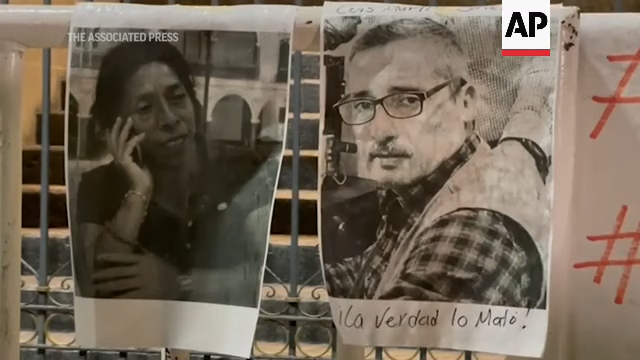 THE ASSOCIATED PRESS
AP
¡La verdad lo Mató!
#